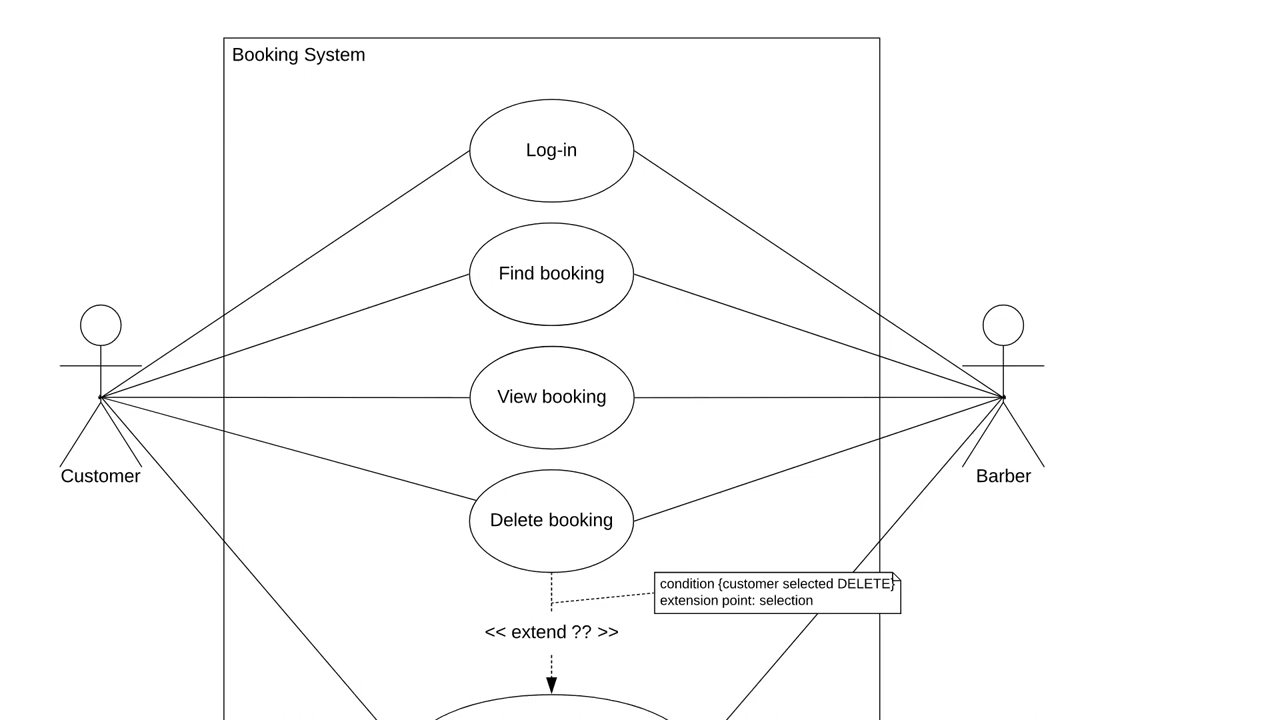 Booking System
Log-in
Find booking
View booking
Customer
Barber
Delete booking
condition {customer selected DELETE}
extension point: selection
<< extend ?? >>